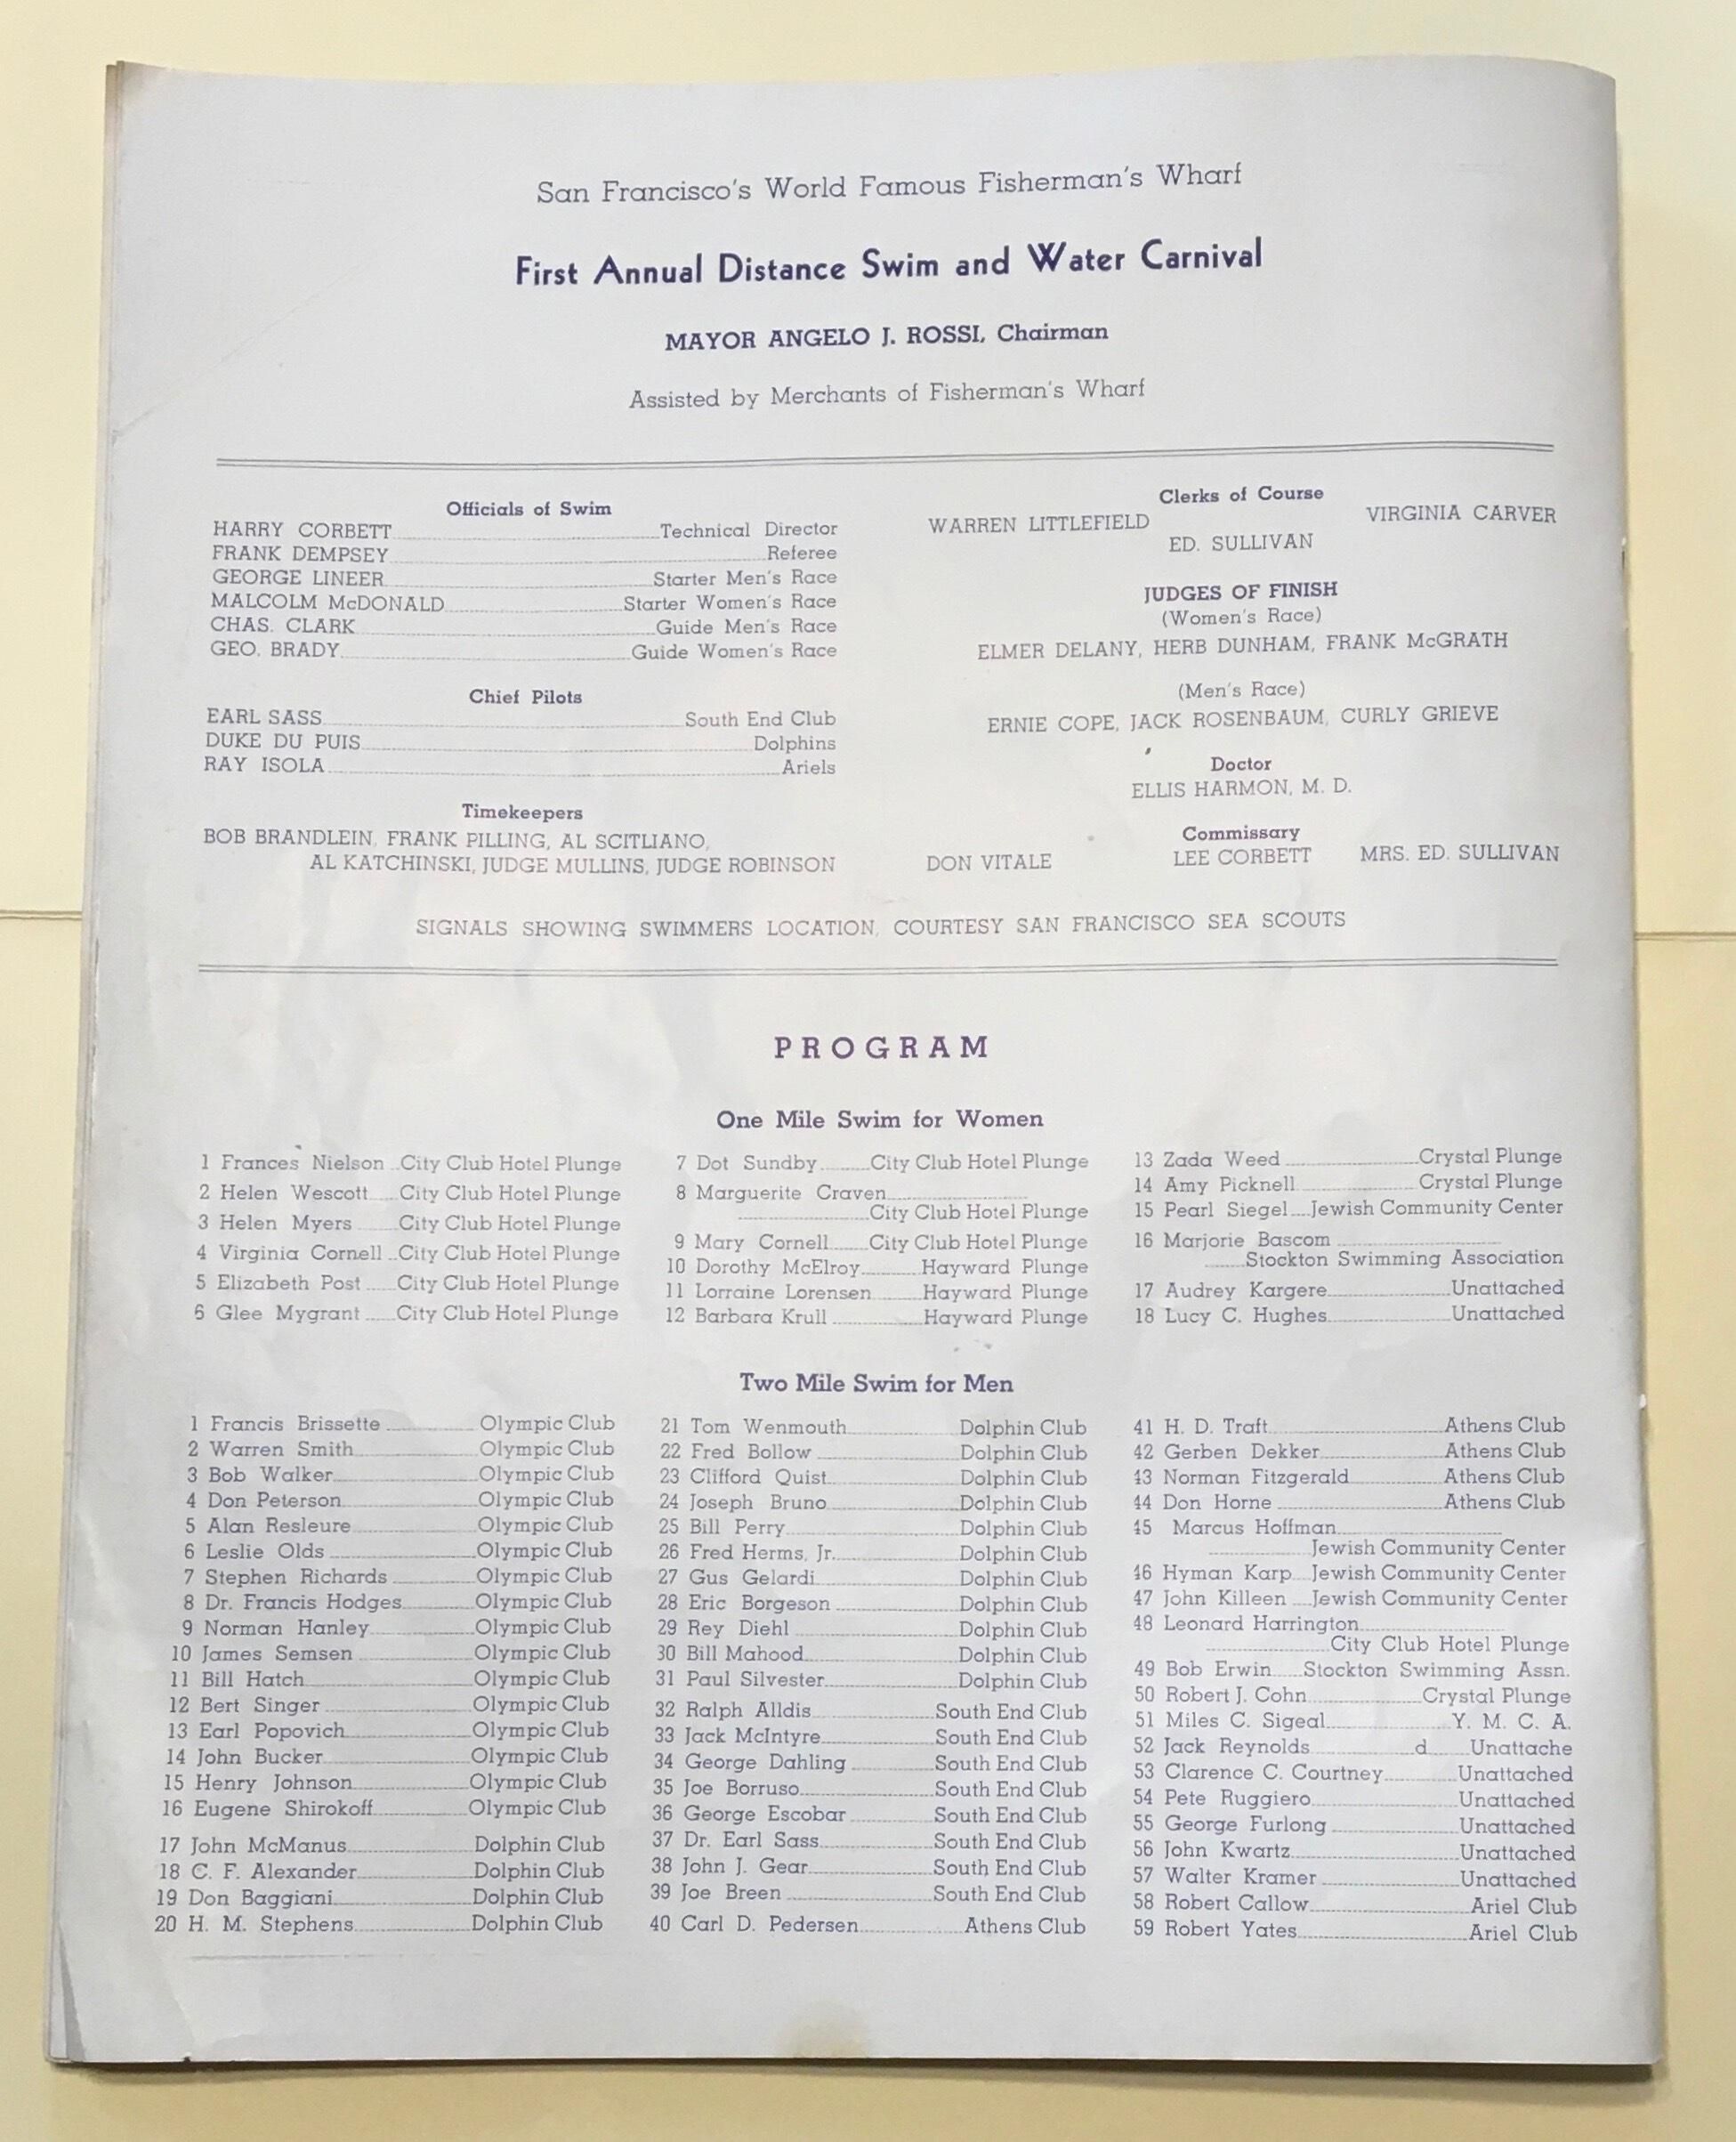 San Francisco's World Famous Fisherman's Wharf
First Annual Distance Swim and Water Carnival
MAYOR ANGELO J. ROSSI, Chairman
Assisted by Merchants of Fisherman's Wharf
Officials of Swim
HARRY CORBETT Technical Director
FRANK DEMPSEY Referee
GEORGE LINEER Starter Men's Race
MALCOLM McDONALD Starter Women's Race
CHAS. CLARK Guide Men's Race
GEO. BRADY Guide Women's Race
Chief Pilots
EARL SASS South End Club
DUKE DU PUIS Dolphins
RAY ISOLA Ariels
Timekeepers
BOB BRANDLEIN, FRANK PILLING, AL SCITLIANO,
AL KATCHINSKI, JUDGE MULLINS, JUDGE ROBINSON
Clerks of Course
WARREN LITTLEFIELD VIRGINIA CARVER
ED. SULLIVAN
JUDGES OF FINISH
(Women's Race)
ELMER DELANY, HERB DUNHAM, FRANK McGRATH
(Men's Race)
ERNIE COPE, JACK ROSENBAUM, CURLY GRIEVE
Doctor
ELLIS HARMON, M. D.
Commissary
DON VITALE LEE CORBETT MRS. ED. SULLIVAN
SIGNALS SHOWING SWIMMERS LOCATION, COURTESY SAN FRANCISCO SEA SCOUTS
PROGRAM
One Mile Swim for Women
1 Frances Nielson City Club Hotel Plunge
2 Helen Wescott City Club Hotel Plunge
3 Helen Myers City Club Hotel Plunge
4 Virginia Cornell City Club Hotel Plunge
5 Elizabeth Post City Club Hotel Plunge
6 Glee Mygrant City Club Hotel Plunge
7 Dot Sundby City Club Hotel Plunge
8 Marguerite Craven
City Club Hotel Plunge
9 Mary Cornell City Club Hotel Plunge
10 Dorothy McElroy Hayward Plunge
11 Lorraine Lorensen Hayward Plunge
12 Barbara Krull Hayward Plunge
13 Zada Weed Crystal Plunge
14 Amy Picknell Crystal Plunge
15 Pearl Siegel Jewish Community Center
16 Marjorie Bascom
Stockton Swimming Association
17 Audrey Kargere Unattached
18 Lucy C. Hughes Unattached
Two Mile Swim for Men
1 Francis Brissette Olympic Club
2 Warren Smith Olympic Club
3 Bob Walker Olympic Club
4 Don Peterson Olympic Club
5 Alan Resleure Olympic Club
6 Leslie Olds Olympic Club
7 Stephen Richards Olympic Club
8 Dr. Francis Hodges Olympic Club
9 Norman Hanley Olympic Club
10 James Semsen Olympic Club
11 Bill Hatch Olympic Club
12 Bert Singer Olympic Club
13 Earl Popovich Olympic Club
14 John Bucker Olympic Club
15 Henry Johnson Olympic Club
16 Eugene Shirokoff Olympic Club
17 John McManus Dolphin Club
18 C. F. Alexander Dolphin Club
19 Don Baggiani Dolphin Club
20 H. M. Stephens Dolphin Club
21 Tom Wenmouth Dolphin Club
22 Fred Bollow Dolphin Club
23 Clifford Quist Dolphin Club
24 Joseph Bruno Dolphin Club
25 Bill Perry Dolphin Club
26 Fred Herms, Jr. Dolphin Club
27 Gus Gelardi Dolphin Club
28 Eric Borgeson Dolphin Club
29 Rey Diehl Dolphin Club
30 Bill Mahood Dolphin Club
31 Paul Silvester Dolphin Club
32 Ralph Alldis South End Club
33 Jack McIntyre South End Club
34 George Dahling South End Club
35 Joe Borruso South End Club
36 George Escobar South End Club
37 Dr. Earl Sass South End Club
38 John J. Gear South End Club
39 Joe Breen South End Club
40 Carl D. Pedersen Athens Club
41 H. D. Traft Athens Club
42 Gerben Dekker Athens Club
43 Norman Fitzgerald Athens Club
44 Don Horne Athens Club
45 Marcus Hoffman
Jewish Community Center
46 Hyman Karp Jewish Community Center
47 John Killeen Jewish Community Center
48 Leonard Harrington
City Club Hotel Plunge
49 Bob Erwin Stockton Swimming Assn.
50 Robert J. Cohn Crystal Plunge
51 Miles C. Sigeal Y. M. C. A.
52 Jack Reynolds d Unattache
53 Clarence C. Courtney Unattached
54 Pete Ruggiero Unattached
55 George Furlong Unattached
56 John Kwartz Unattached
57 Walter Kramer Unattached
58 Robert Callow Ariel Club
59 Robert Yates Ariel Club